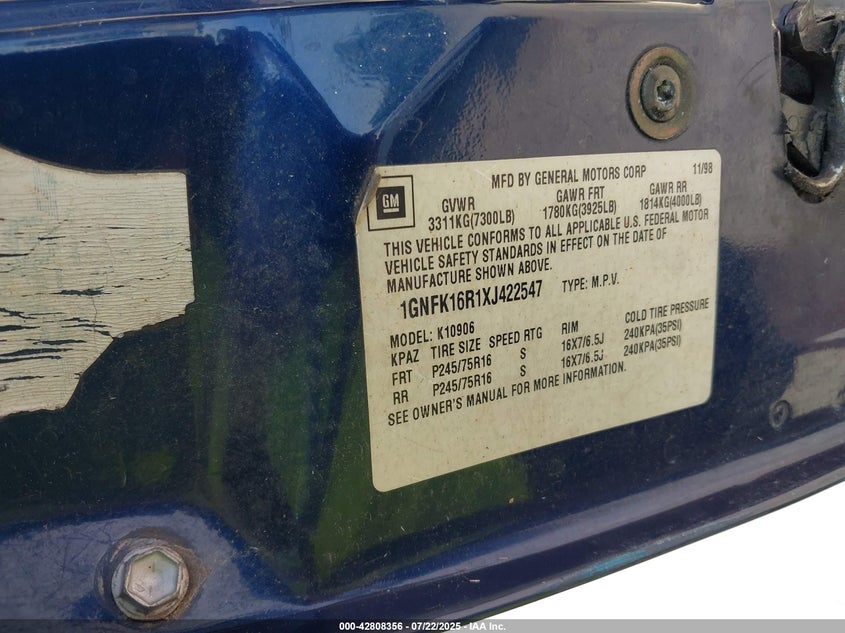 MFD BY GENERAL MOTORS CORP 11/98
GM
GVWR GAWR FRT GAWR RR
3311KG(7300LB) 1780KG(3925LB) 1814KG(4000LB)
THIS VEHICLE CONFORMS TO ALL APPLICABLE U.S. FEDERAL MOTOR
VEHICLE SAFETY STANDARDS IN EFFECT ON THE DATE OF
MANUFACTURE SHOWN ABOVE.
1GNFK16R1XJ422547 TYPE: M.P.V.
MODEL: K10906
KPAZ TIRE SIZE SPEED RTG RIM COLD TIRE PRESSURE
FRT P245/75R16 S 16X7/6.5J 240KPA(35PSI)
RR P245/75R16 S 16X7/6.5J 240KPA(35PSI)
SEE OWNER'S MANUAL FOR MORE INFORMATION.
000-42808356 - 07/22/2025 - IAA Inc.